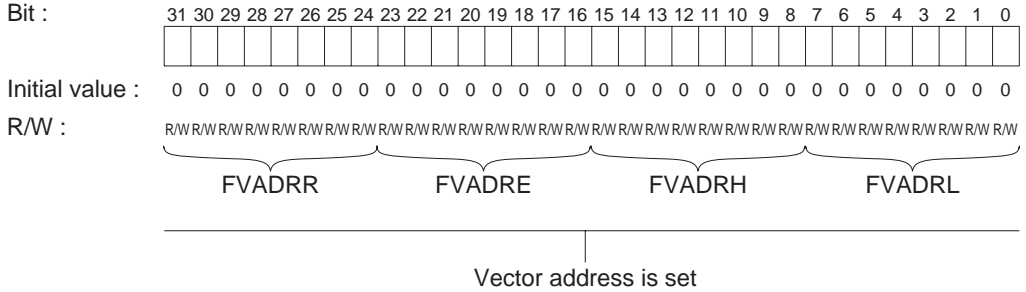 Bit : 31 30 29 28 27 26 25 24 23 22 21 20 19 18 17 16 15 14 13 12 11 10 9 8 7 6 5 4 3 2 1 0
Initial value : 0 0 0 0 0 0 0 0 0 0 0 0 0 0 0 0 0 0 0 0 0 0 0 0 0 0 0 0 0 0 0 0
R/W : R/W R/W R/W R/W R/W R/W R/W R/W R/W R/W R/W R/W R/W R/W R/W R/W R/W R/W R/W R/W R/W R/W R/W R/W R/W R/W R/W R/W R/W R/W R/W R/W
FVADRR FVADRE FVADRH FVADRL
Vector address is set